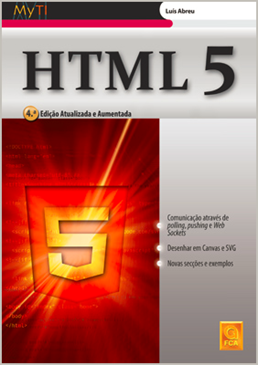 MyTI
Luís Abreu
HTML 5
4.ª Edição Atualizada e Aumentada
Comunicação através de
polling, pushing e Web
Sockets
Desenhar em Canvas e SVG
Novas secções e exemplos
5
FCA